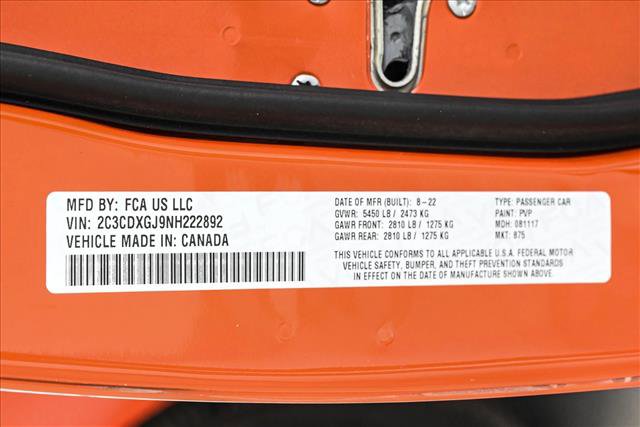 MFD BY: FCA US LLC
VIN: 2C3CDXGJ9NH222892
VEHICLE MADE IN: CANADA
DATE OF MFR (BUILT): 8-22
GVWR: 5450 LB / 2473 KG
GAWR FRONT: 2810 LB / 1275 KG
GAWR REAR: 2810 LB / 1275 KG
TYPE: PASSENGER CAR
PAINT: PVP
MDH: 081117
MKT: 875
THIS VEHICLE CONFORMS TO ALL APPLICABLE U.S.A. FEDERAL MOTOR
VEHICLE SAFETY, BUMPER, AND THEFT PREVENTION STANDARDS
IN EFFECT ON THE DATE OF MANUFACTURE SHOWN ABOVE.